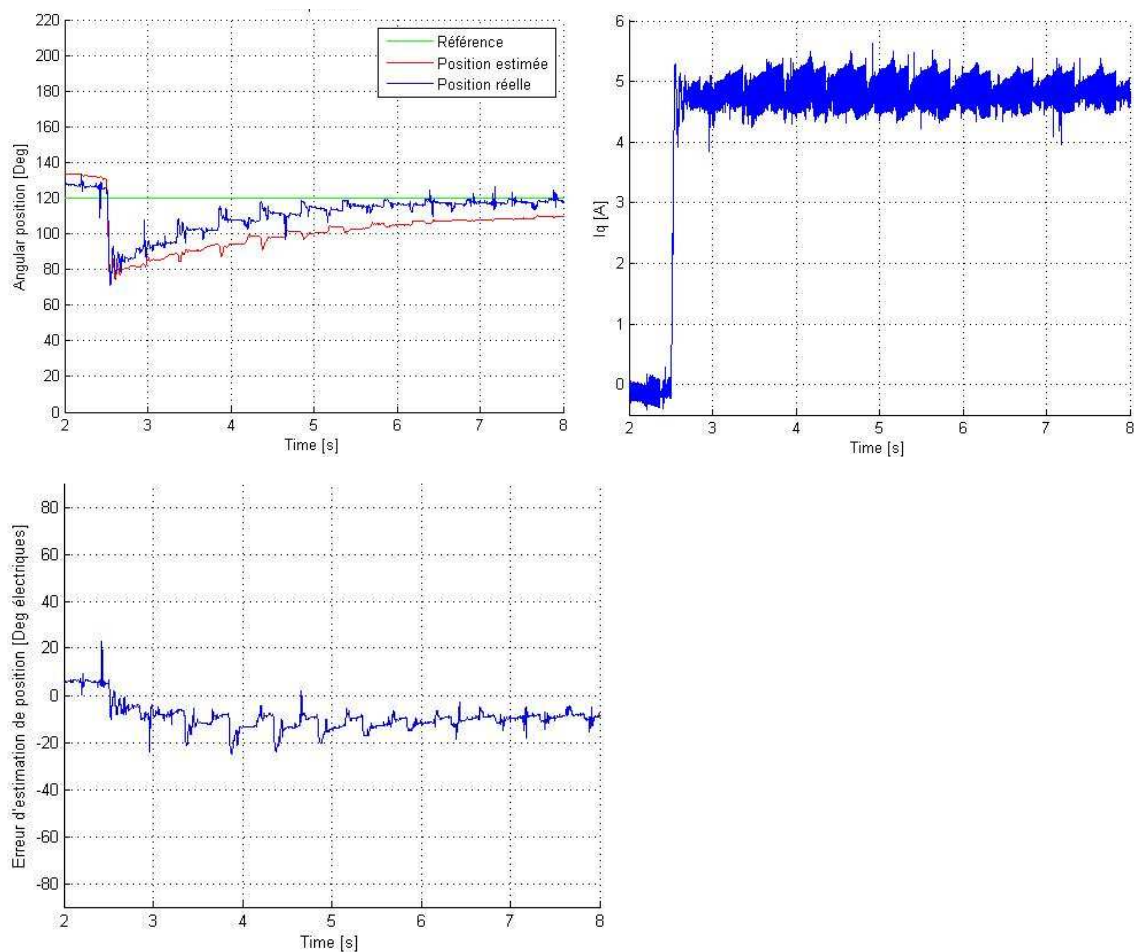 220
200
180
160
140
120
100
80
60
40
20
0
Angular position [Deg]
Référence
Position estimée
Position réelle
2 3 4 5 6 7 8
Time [s]
6
5
4
3
2
1
0
Iq [A]
2 3 4 5 6 7 8
Time [s]
80
60
40
20
0
-20
-40
-60
-80
Erreur d'estimation de position [Deg électriques]
2 3 4 5 6 7 8
Time [s]